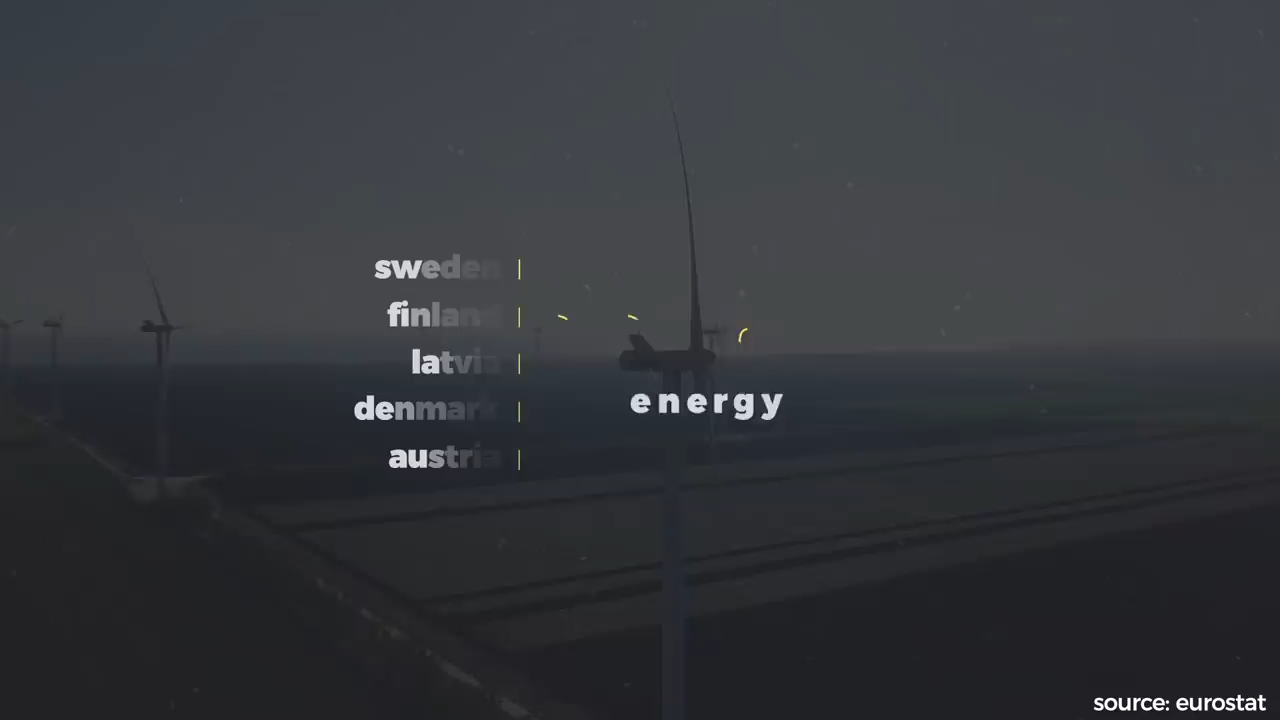 sweden
finland
latvia
denmark
austria
energy
source: eurostat